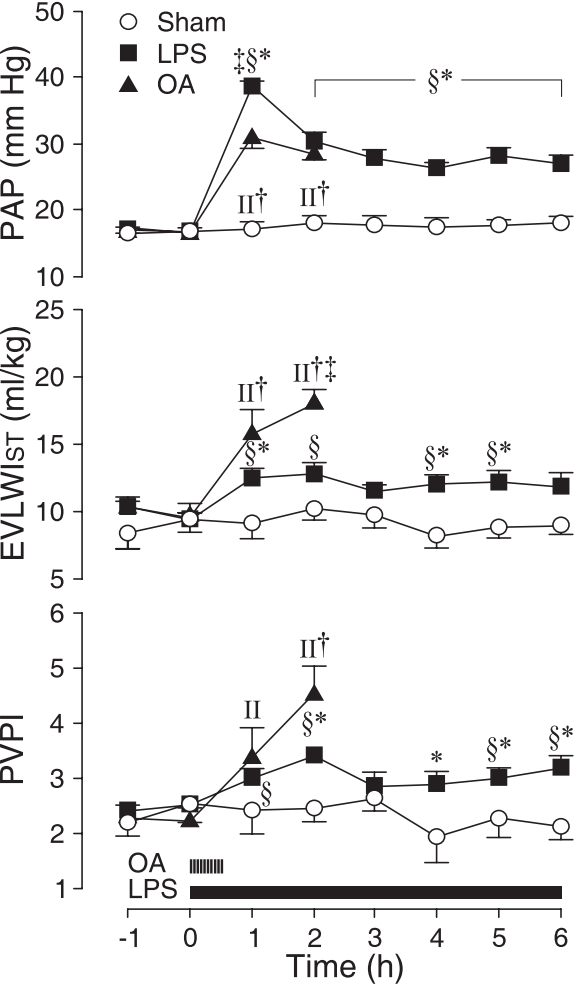 50
Sham
LPS
OA
‡§*
§*
40
30
20
II†
II†
10
PAP (mm Hg)
25
20
II†
II†‡
15
§*
§
§*
§*
10
5
EVLWIST (ml/kg)
6
5
II†
4
II
§*
§*
*
§*
3
§
2
1
PVPI
OA
LPS
-1 0 1 2 3 4 5 6
Time (h)